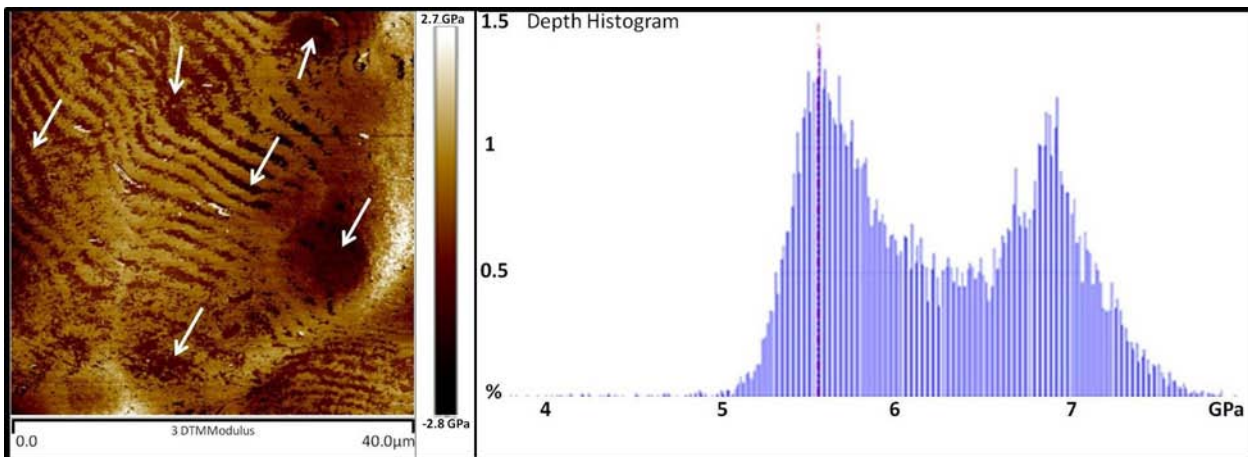 2.7 GPa
-2.8 GPa
3 DTMModulus
0.0 40.0µm
1.5 Depth Histogram
1
0.5
%
4 5 6 7 GPa